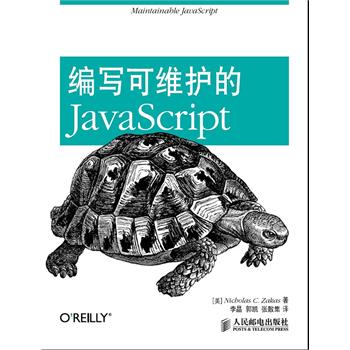 Maintainable JavaScript
编写可维护的
JavaScript
[美] Nicholas C. Zakas 著
李晶 郭凯 张散集 译
O'REILLY®
人民邮电出版社
POSTS & TELECOM PRESS